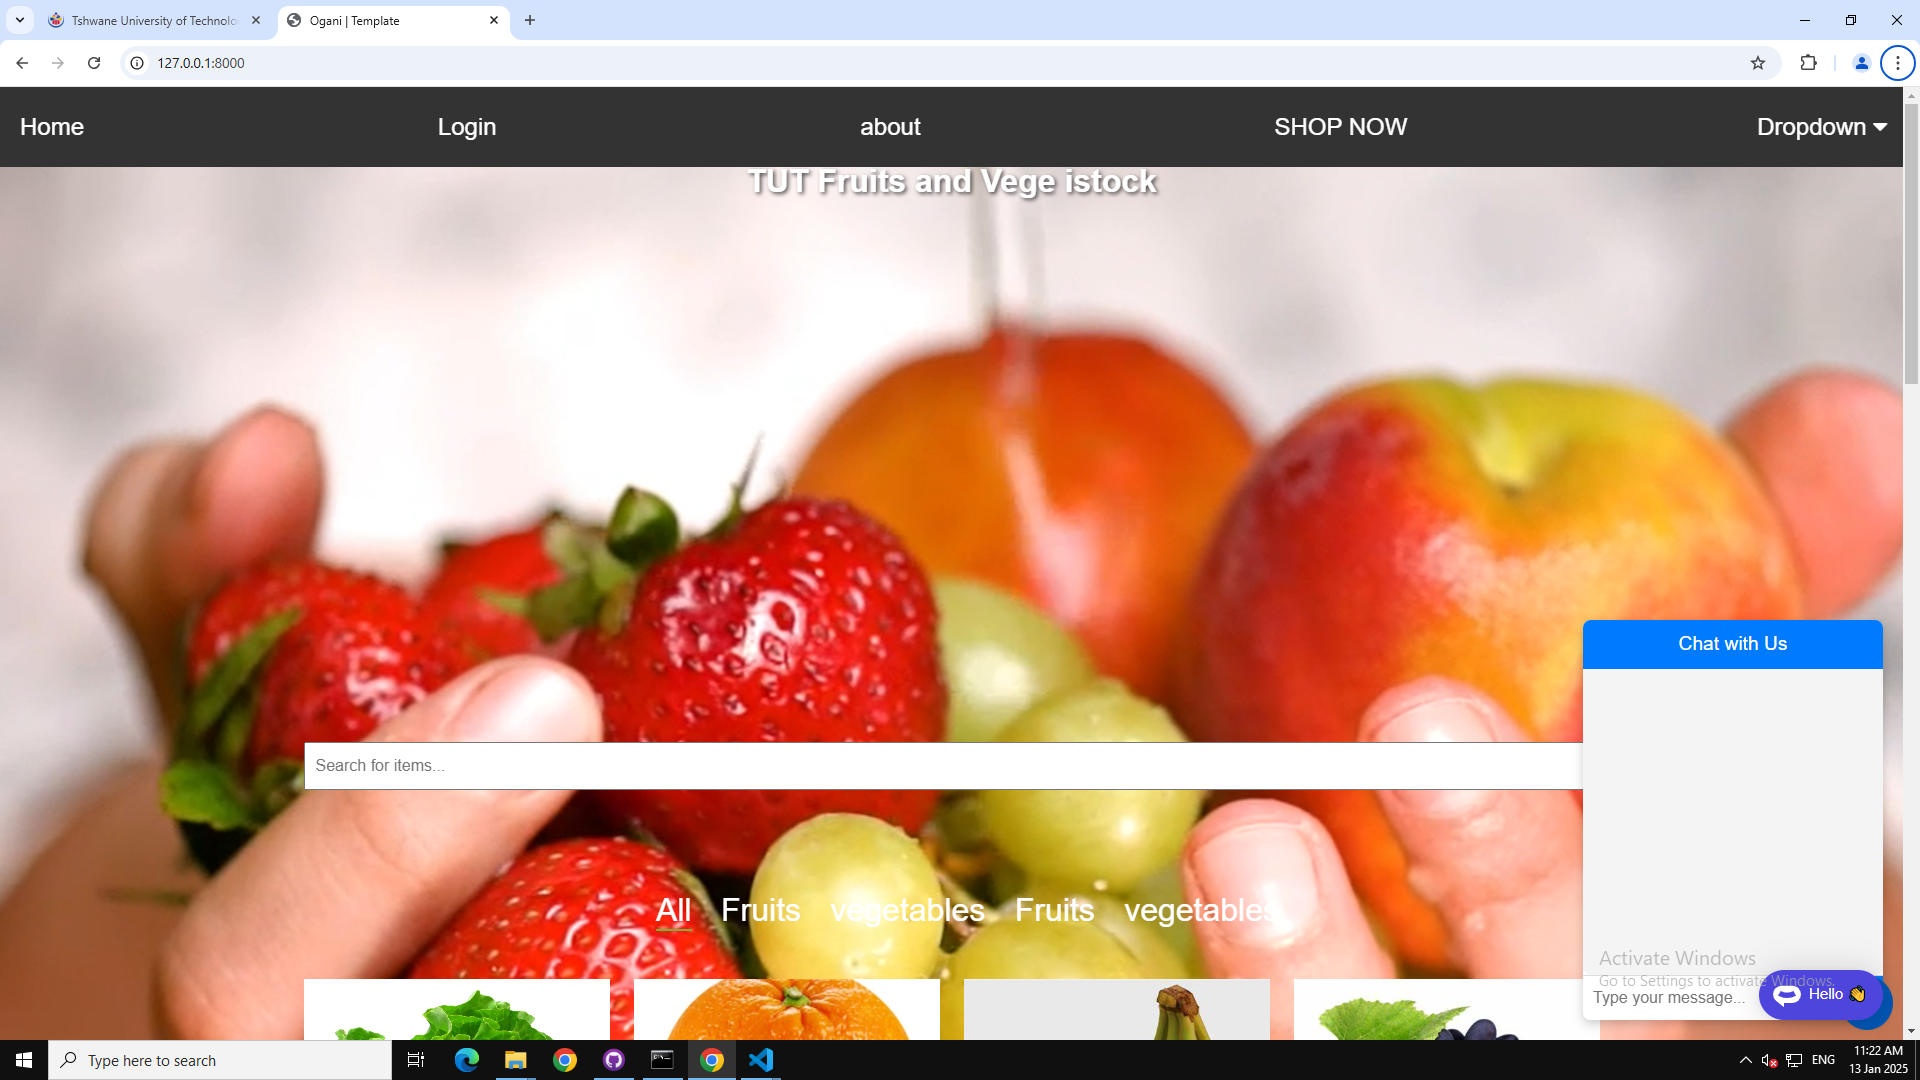 Tshwane University of Technolo
Ogani | Template
127.0.0.1:8000
Home
Login
about
SHOP NOW
Dropdown
TUT Fruits and Vege istock
Chat with Us
Search for items...
All
Fruits
vegetables
Fruits
vegetables
Activate Windows
Go to Settings to activate Windows.
Type your message...
Hello 👋
Type here to search
ENG
11:22 AM
13 Jan 2025